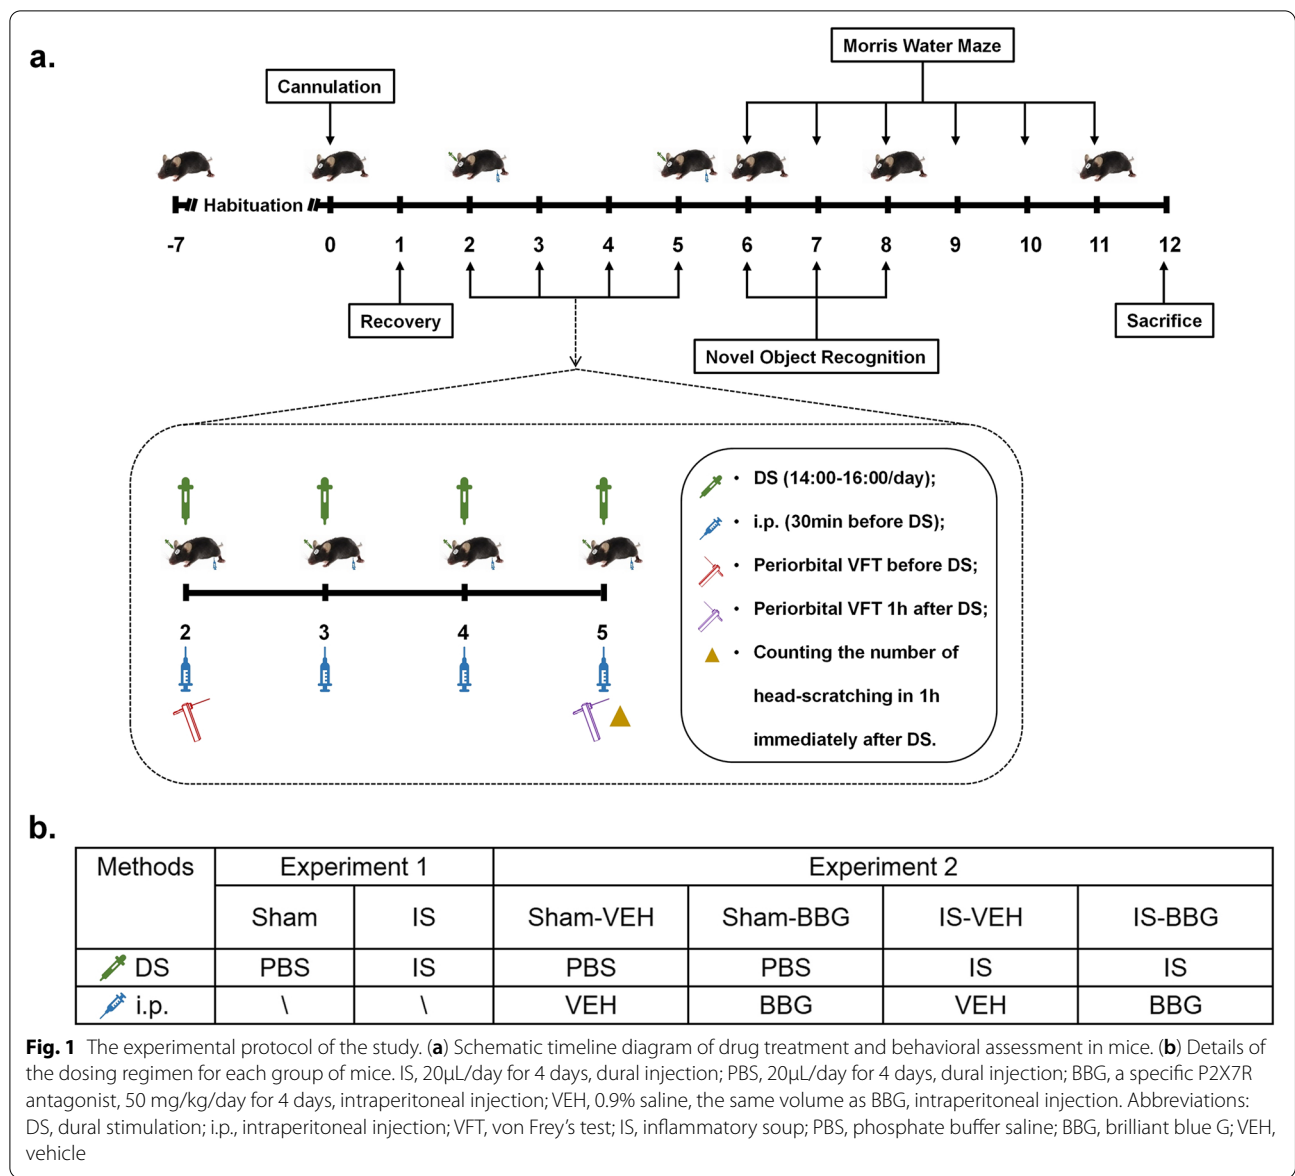 a.
Morris Water Maze
Cannulation
Habituation
-7 0 1 2 3 4 5 6 7 8 9 10 11 12
Recovery
Novel Object Recognition
Sacrifice
2 3 4 5
• DS (14:00-16:00/day);
• i.p. (30min before DS);
• Periorbital VFT before DS;
• Periorbital VFT 1h after DS;
• Counting the number of
head-scratching in 1h
immediately after DS.
b.
Methods Experiment 1 Experiment 2
Sham IS Sham-VEH Sham-BBG IS-VEH IS-BBG
DS PBS IS PBS PBS IS IS
i.p. \ \ VEH BBG VEH BBG
Fig. 1 The experimental protocol of the study. (a) Schematic timeline diagram of drug treatment and behavioral assessment in mice. (b) Details of
the dosing regimen for each group of mice. IS, 20μL/day for 4 days, dural injection; PBS, 20μL/day for 4 days, dural injection; BBG, a specific P2X7R
antagonist, 50 mg/kg/day for 4 days, intraperitoneal injection; VEH, 0.9% saline, the same volume as BBG, intraperitoneal injection. Abbreviations:
DS, dural stimulation; i.p., intraperitoneal injection; VFT, von Frey's test; IS, inflammatory soup; PBS, phosphate buffer saline; BBG, brilliant blue G; VEH,
vehicle